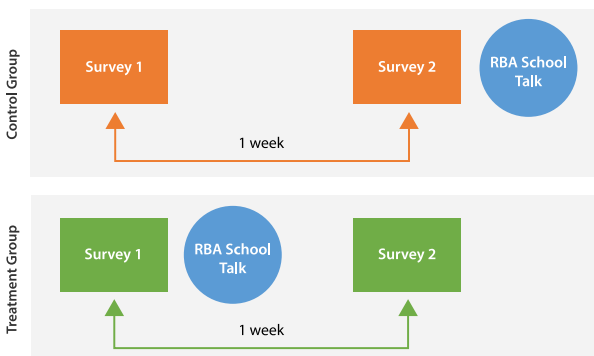 Control Group
Survey 1
Survey 2
RBA School
Talk
1 week
Treatment Group
Survey 1
RBA School
Talk
Survey 2
1 week